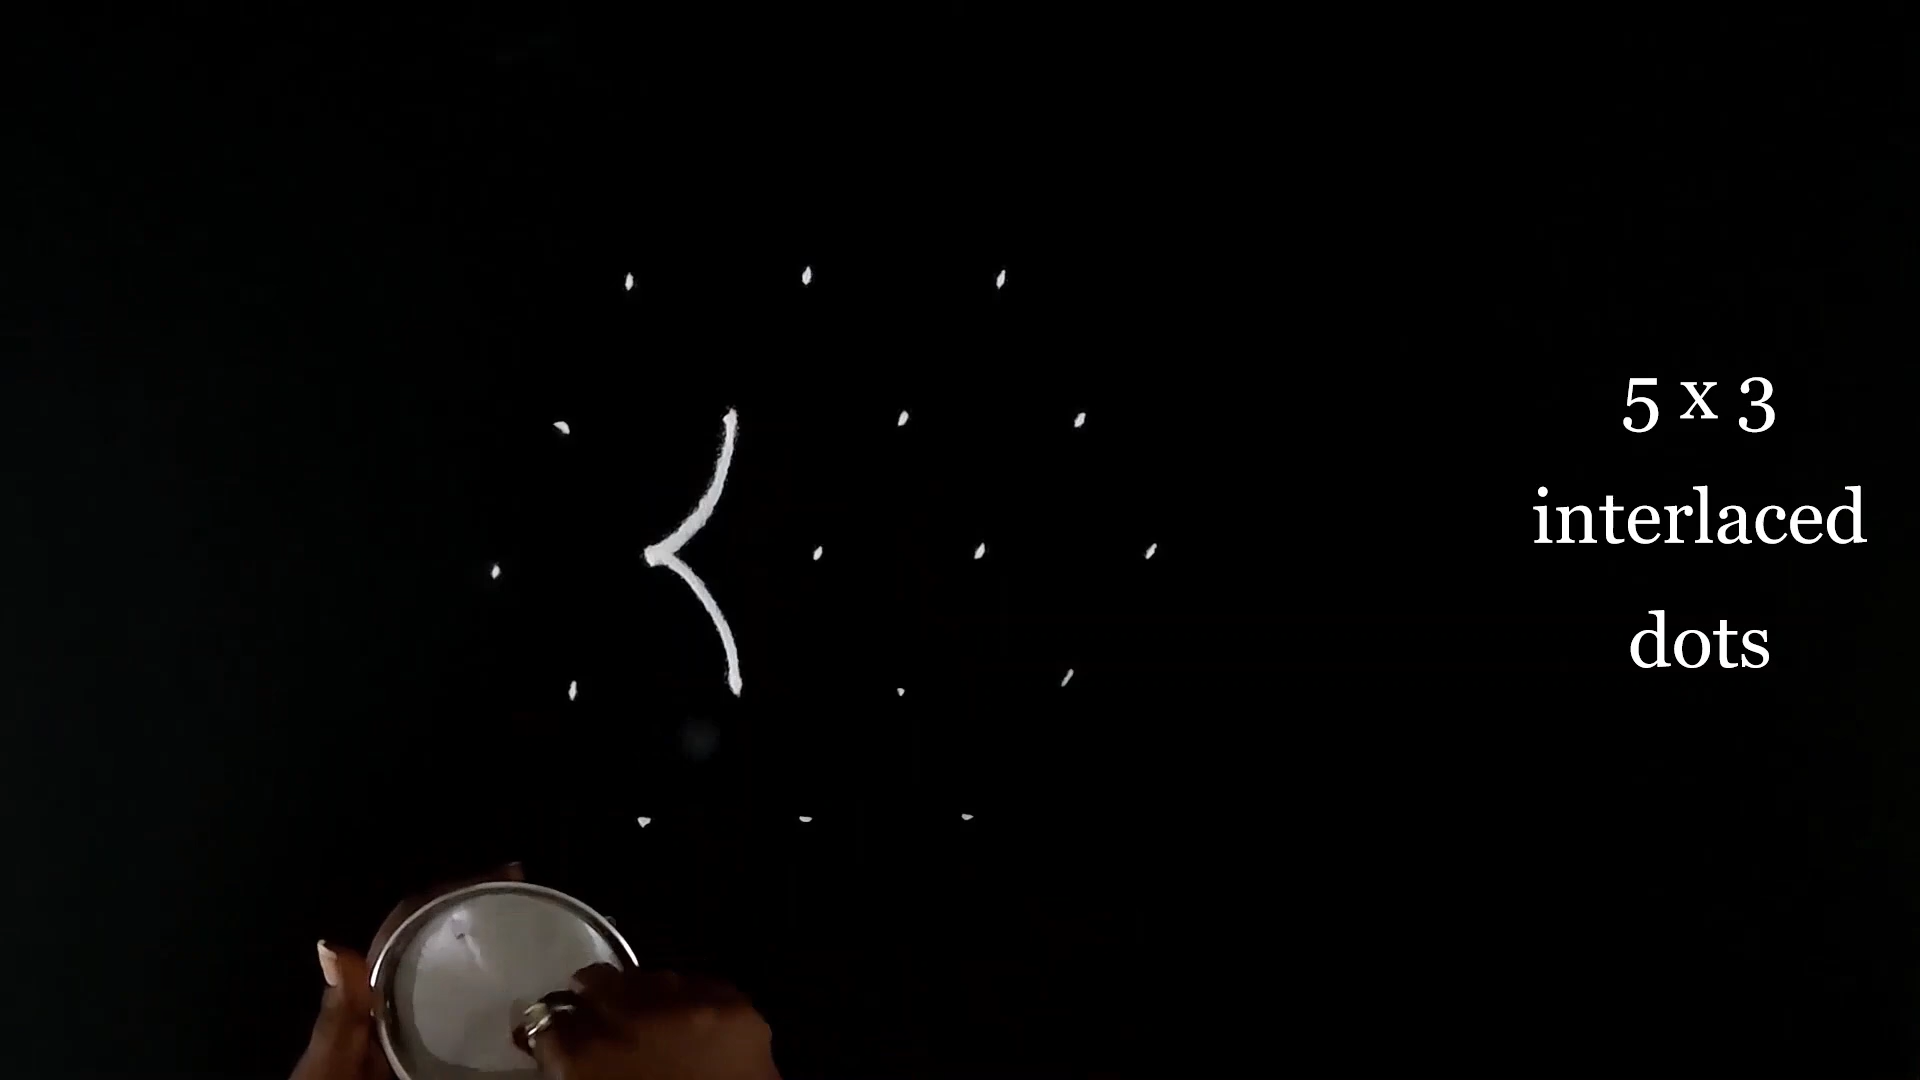 5 x 3
interlaced
dots